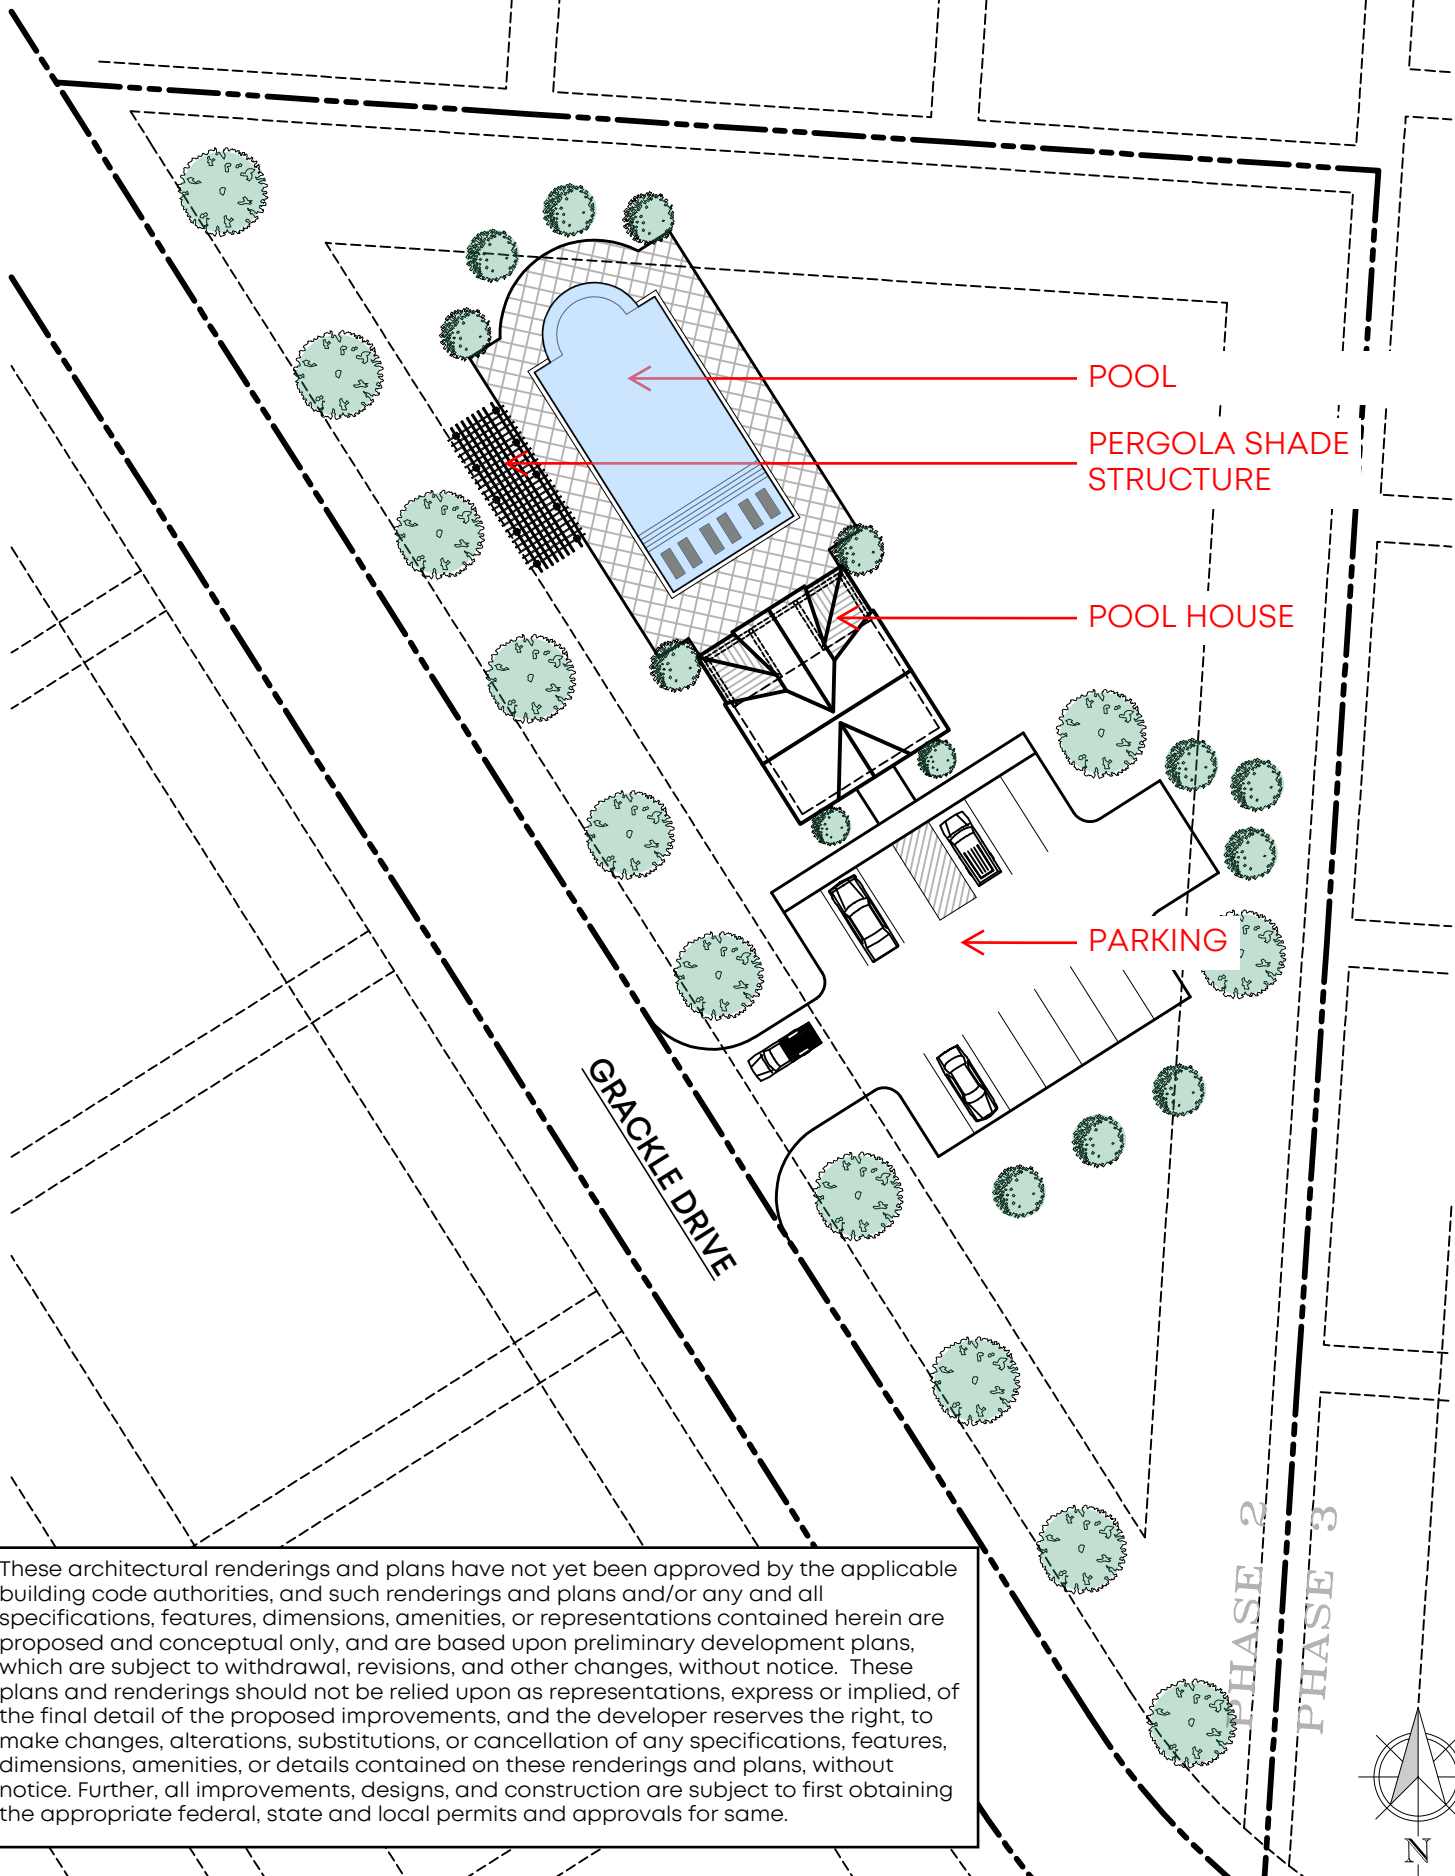 POOL
PERGOLA SHADE
STRUCTURE
POOL HOUSE
PARKING
GRACKLE DRIVE
PHASE 2
PHASE 3
These architectural renderings and plans have not yet been approved by the applicable
building code authorities, and such renderings and plans and/or any and all
specifications, features, dimensions, amenities, or representations contained herein are
proposed and conceptual only, and are based upon preliminary development plans,
which are subject to withdrawal, revisions, and other changes, without notice.  These
plans and renderings should not be relied upon as representations, express or implied, of
the final detail of the proposed improvements, and the developer reserves the right, to
make changes, alterations, substitutions, or cancellation of any specifications, features,
dimensions, amenities, or details contained on these renderings and plans, without
notice. Further, all improvements, designs, and construction are subject to first obtaining
the appropriate federal, state and local permits and approvals for same.
N